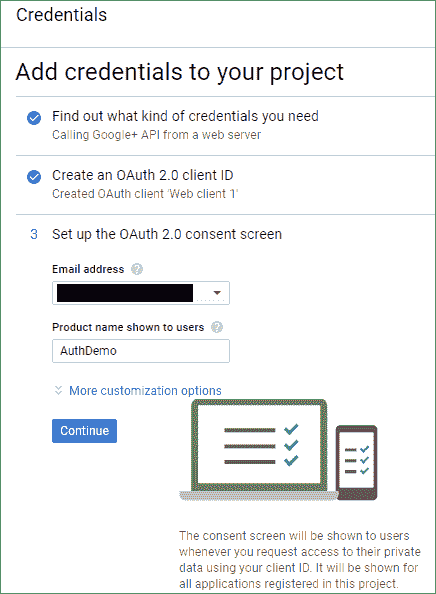 Credentials
Add credentials to your project
Find out what kind of credentials you need
Calling Google+ API from a web server
Create an OAuth 2.0 client ID
Created OAuth client 'Web client 1'
3 Set up the OAuth 2.0 consent screen
Email address ?
Product name shown to users ?
AuthDemo
More customization options
Continue
The consent screen will be shown to users
whenever you request access to their private
data using your client ID. It will be shown for
all applications registered in this project.